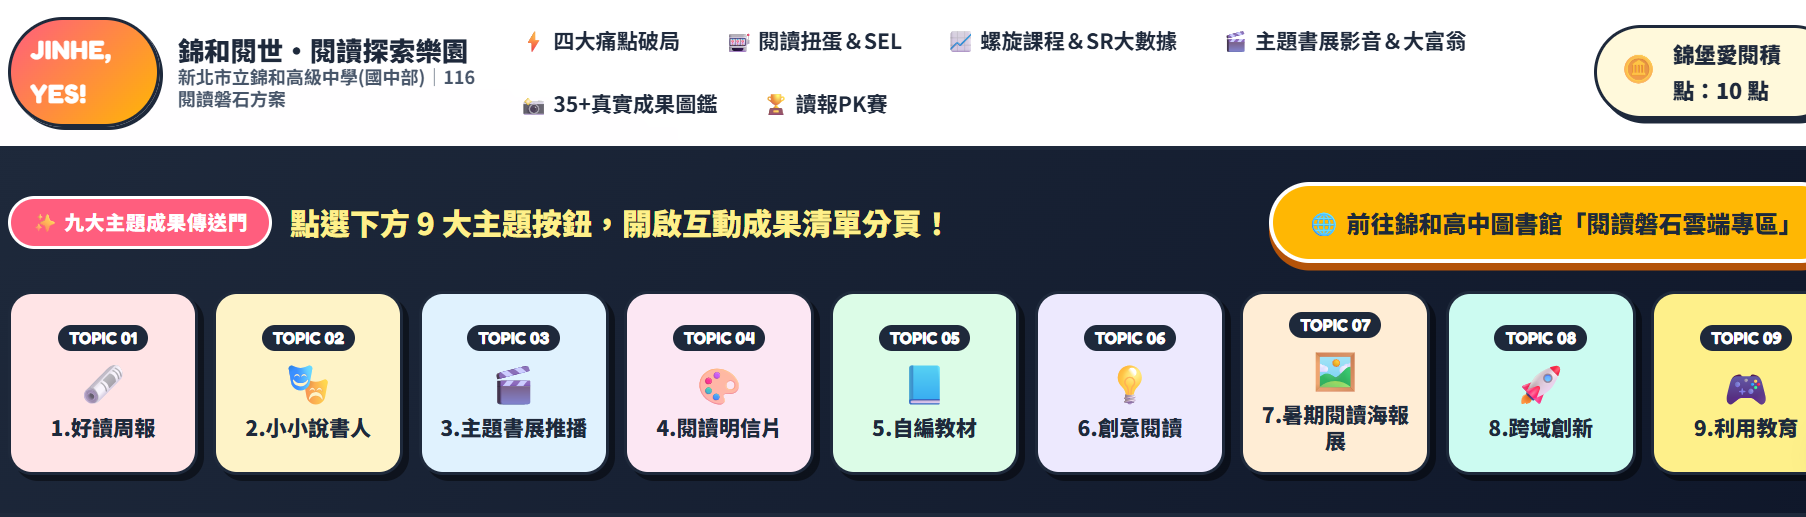 JINHE,
YES!
錦和閱世・閱讀探索樂園
新北市立錦和高級中學(國中部)｜116
閱讀磐石方案
四大痛點破局
閱讀扭蛋＆SEL
螺旋課程＆SR大數據
主題書展影音＆大富翁
35+真實成果圖鑑
讀報PK賽
錦堡愛閱積
點：10 點
九大主題成果傳送門
點選下方 9 大主題按鈕，開啟互動成果清單分頁！
前往錦和高中圖書館「閱讀磐石雲端專區」
TOPIC 01
1.好讀周報
TOPIC 02
2.小小說書人
TOPIC 03
3.主題書展推播
TOPIC 04
4.閱讀明信片
TOPIC 05
5.自編教材
TOPIC 06
6.創意閱讀
TOPIC 07
7.暑期閱讀海報
展
TOPIC 08
8.跨域創新
TOPIC 09
9.利用教育